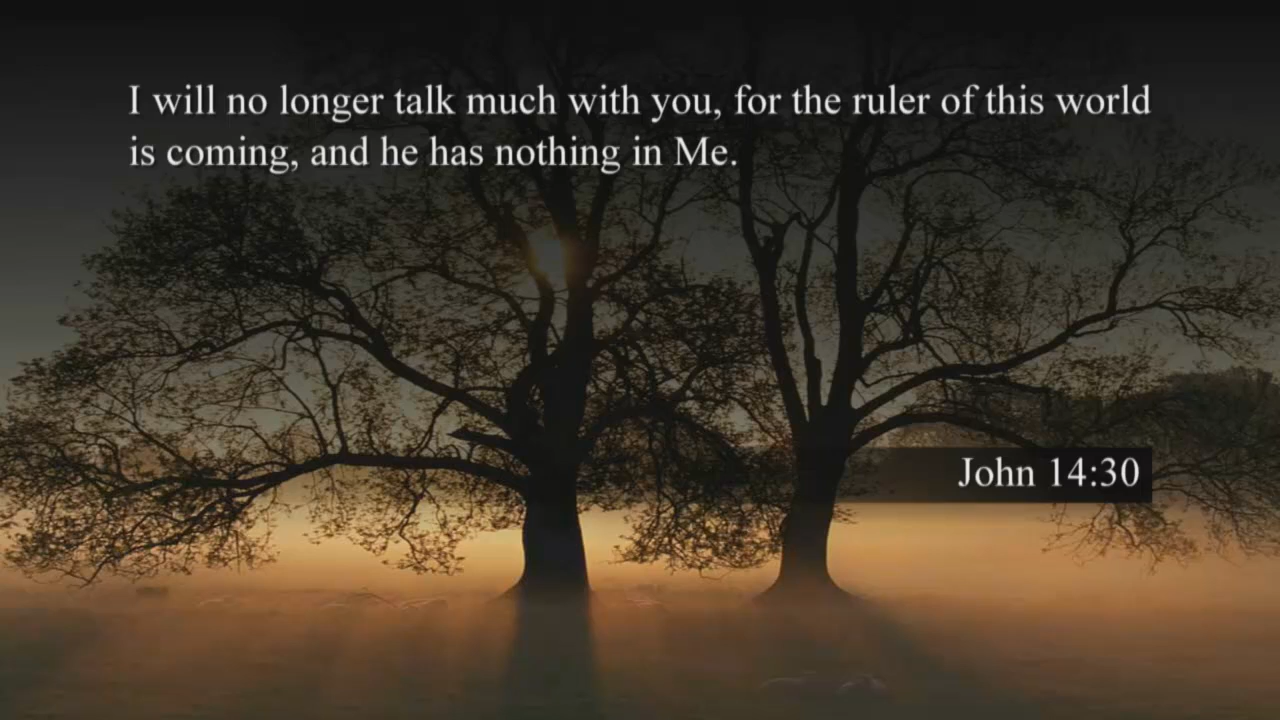 I will no longer talk much with you, for the ruler of this world
is coming, and he has nothing in Me.
John 14:30